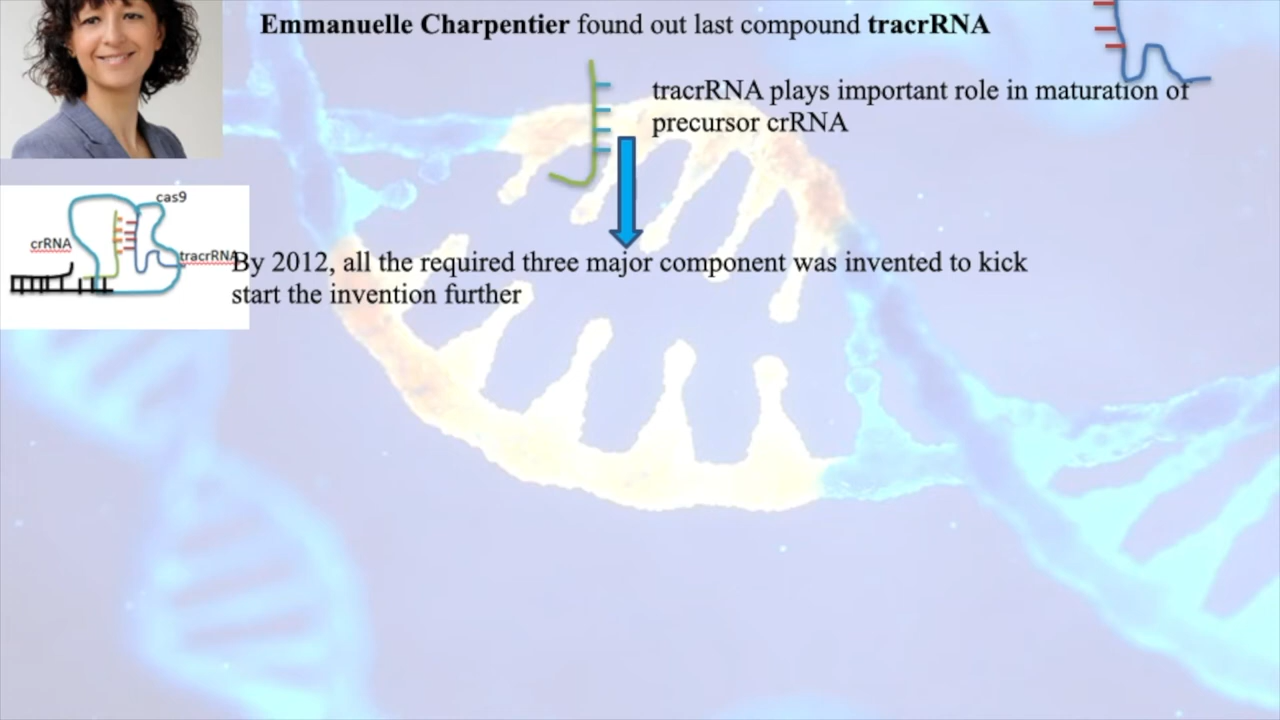 Emmanuelle Charpentier found out last compound tracrRNA
tracrRNA plays important role in maturation of
precursor crRNA
cas9
crRNA
tracrRNA
By 2012, all the required three major component was invented to kick
start the invention further